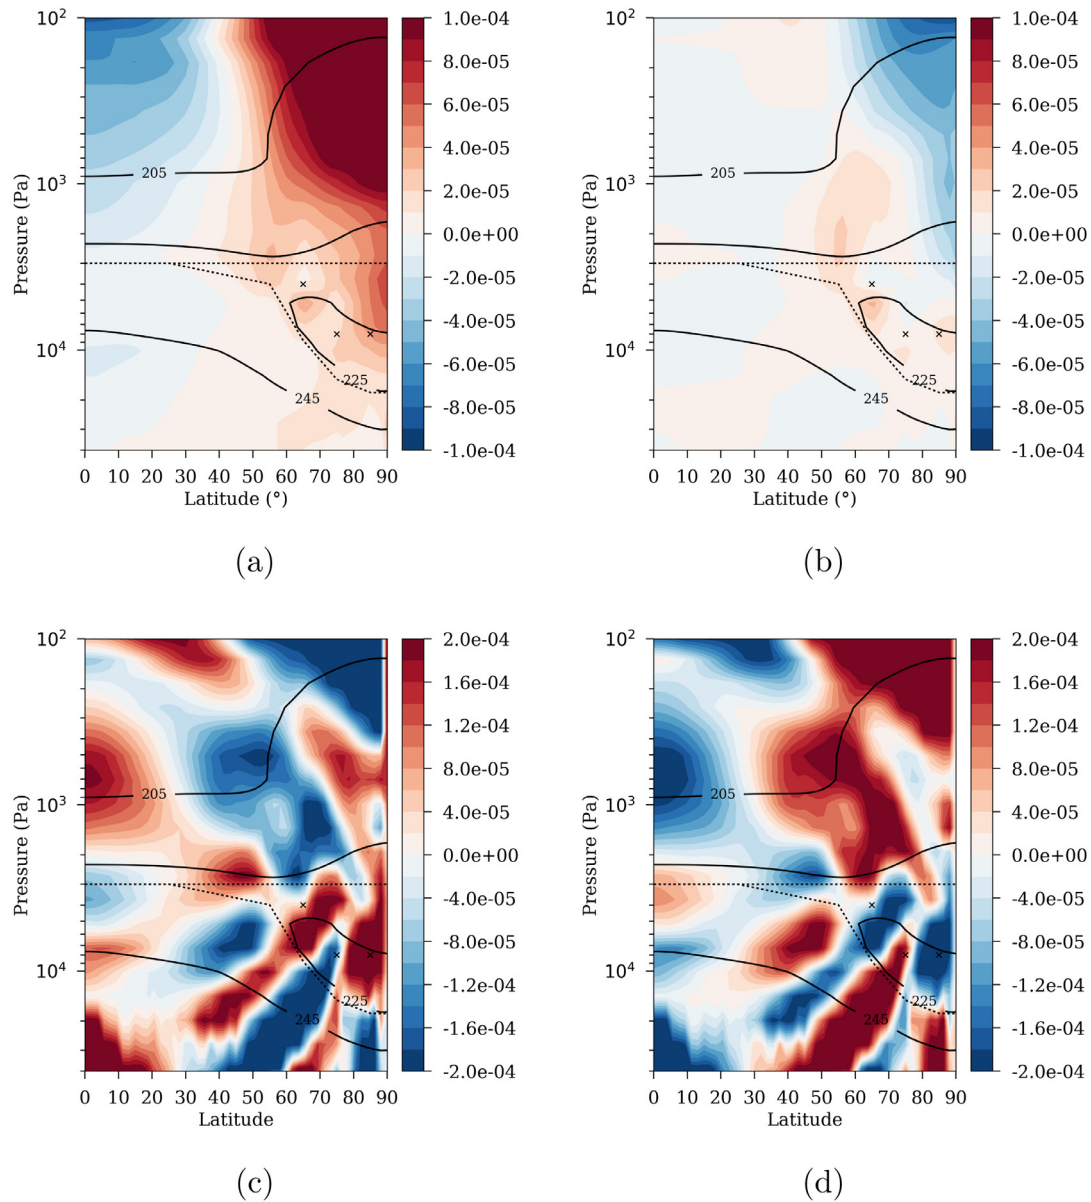 10²
10³
10⁴
Pressure (Pa)
205
225
245
0 10 20 30 40 50 60 70 80 90
Latitude (°)
1.0e-04
8.0e-05
6.0e-05
4.0e-05
2.0e-05
0.0e+00
-2.0e-05
-4.0e-05
-6.0e-05
-8.0e-05
-1.0e-04
(a)
10²
10³
10⁴
Pressure (Pa)
205
225
245
0 10 20 30 40 50 60 70 80 90
Latitude (°)
1.0e-04
8.0e-05
6.0e-05
4.0e-05
2.0e-05
0.0e+00
-2.0e-05
-4.0e-05
-6.0e-05
-8.0e-05
-1.0e-04
(b)
10²
10³
10⁴
Pressure (Pa)
205
225
245
0 10 20 30 40 50 60 70 80 90
Latitude
2.0e-04
1.6e-04
1.2e-04
8.0e-05
4.0e-05
0.0e+00
-4.0e-05
-8.0e-05
-1.2e-04
-1.6e-04
-2.0e-04
(c)
10²
10³
10⁴
Pressure (Pa)
205
225
245
0 10 20 30 40 50 60 70 80 90
Latitude
2.0e-04
1.6e-04
1.2e-04
8.0e-05
4.0e-05
0.0e+00
-4.0e-05
-8.0e-05
-1.2e-04
-1.6e-04
-2.0e-04
(d)